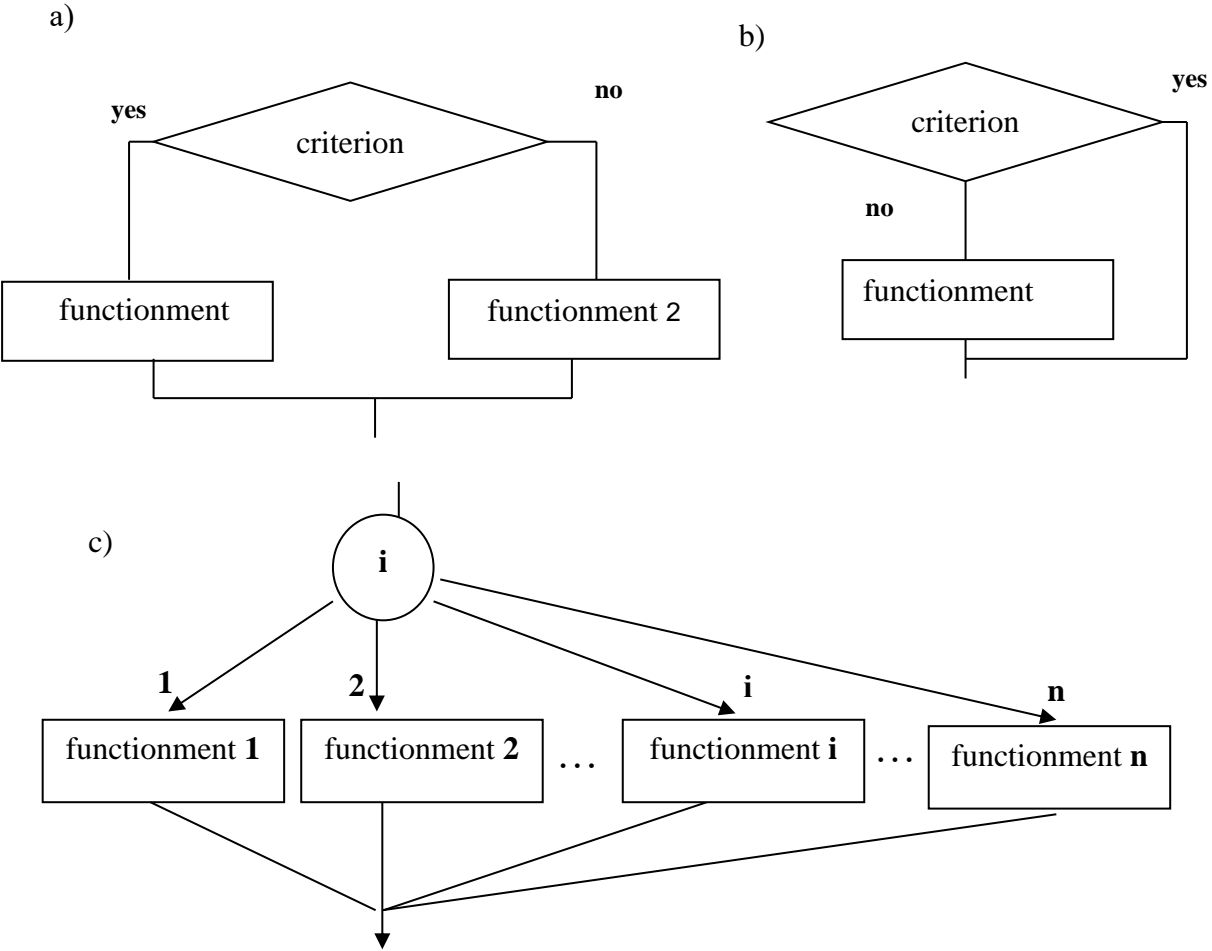 a)
yes
no
criterion
functionment
functionment 2
b)
yes
criterion
no
functionment
c)
i
1
2
i
n
functionment 1
functionment 2
...
functionment i
...
functionment n